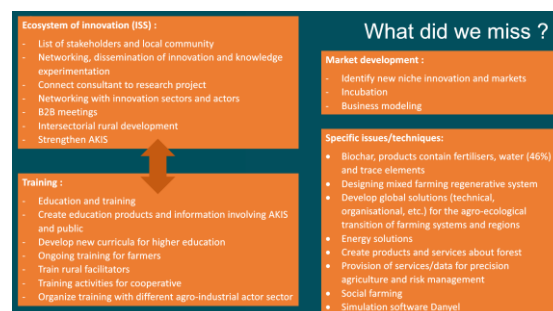 Ecosystem of innovation (ISS) :
- List of stakeholders and local community
- Networking, dissemination of innovation and knowledge
experimentation
- Connect consultant to research project
- Networking with innovation sectors and actors
- B2B meetings
- Intersectorial rural development
- Strengthen AKIS
Training :
- Education and training
- Create education products and information involving AKIS
and public
- Develop new curricula for higher education
- Ongoing training for farmers
- Train rural facilitators
- Training activities for cooperative
- Organize training with different agro-industrial actor sector
What did we miss ?
Market development :
- Identify new niche innovation and markets
- Incubation
- Business modeling
Specific issues/techniques:
• Biochar, products contain fertilisers, water (46%)
and trace elements
• Designing mixed farming regenerative system
• Develop global solutions (technical,
organisational, etc.) for the agro-ecological
transition of farming systems and regions
• Energy solutions
• Create products and services about forest
• Provision of services/data for precision
agriculture and risk management
• Social farming
• Simulation software Danyel